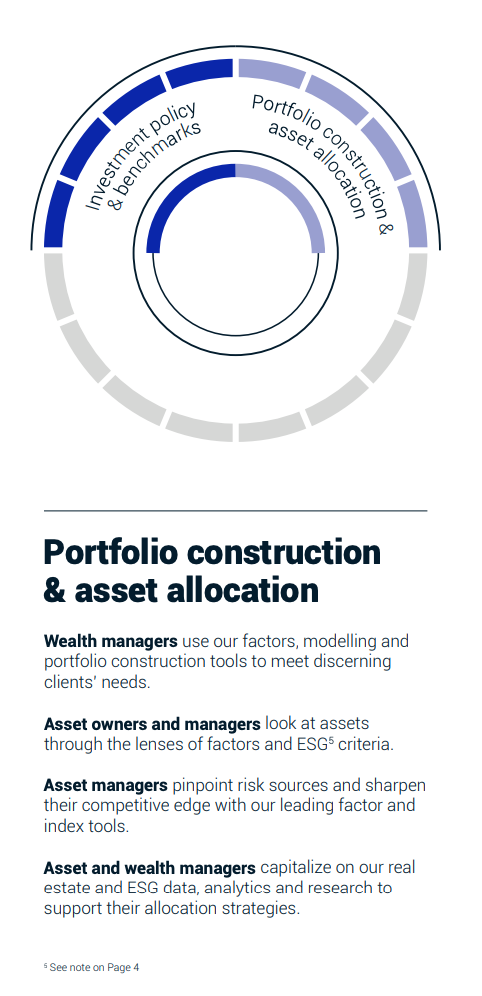 Investment policy
& benchmarks
Portfolio construction &
asset allocation
Portfolio construction
& asset allocation
Wealth managers use our factors, modelling and
portfolio construction tools to meet discerning
clients’ needs.
Asset owners and managers look at assets
through the lenses of factors and ESG⁵ criteria.
Asset managers pinpoint risk sources and sharpen
their competitive edge with our leading factor and
index tools.
Asset and wealth managers capitalize on our real
estate and ESG data, analytics and research to
support their allocation strategies.
⁵ See note on Page 4